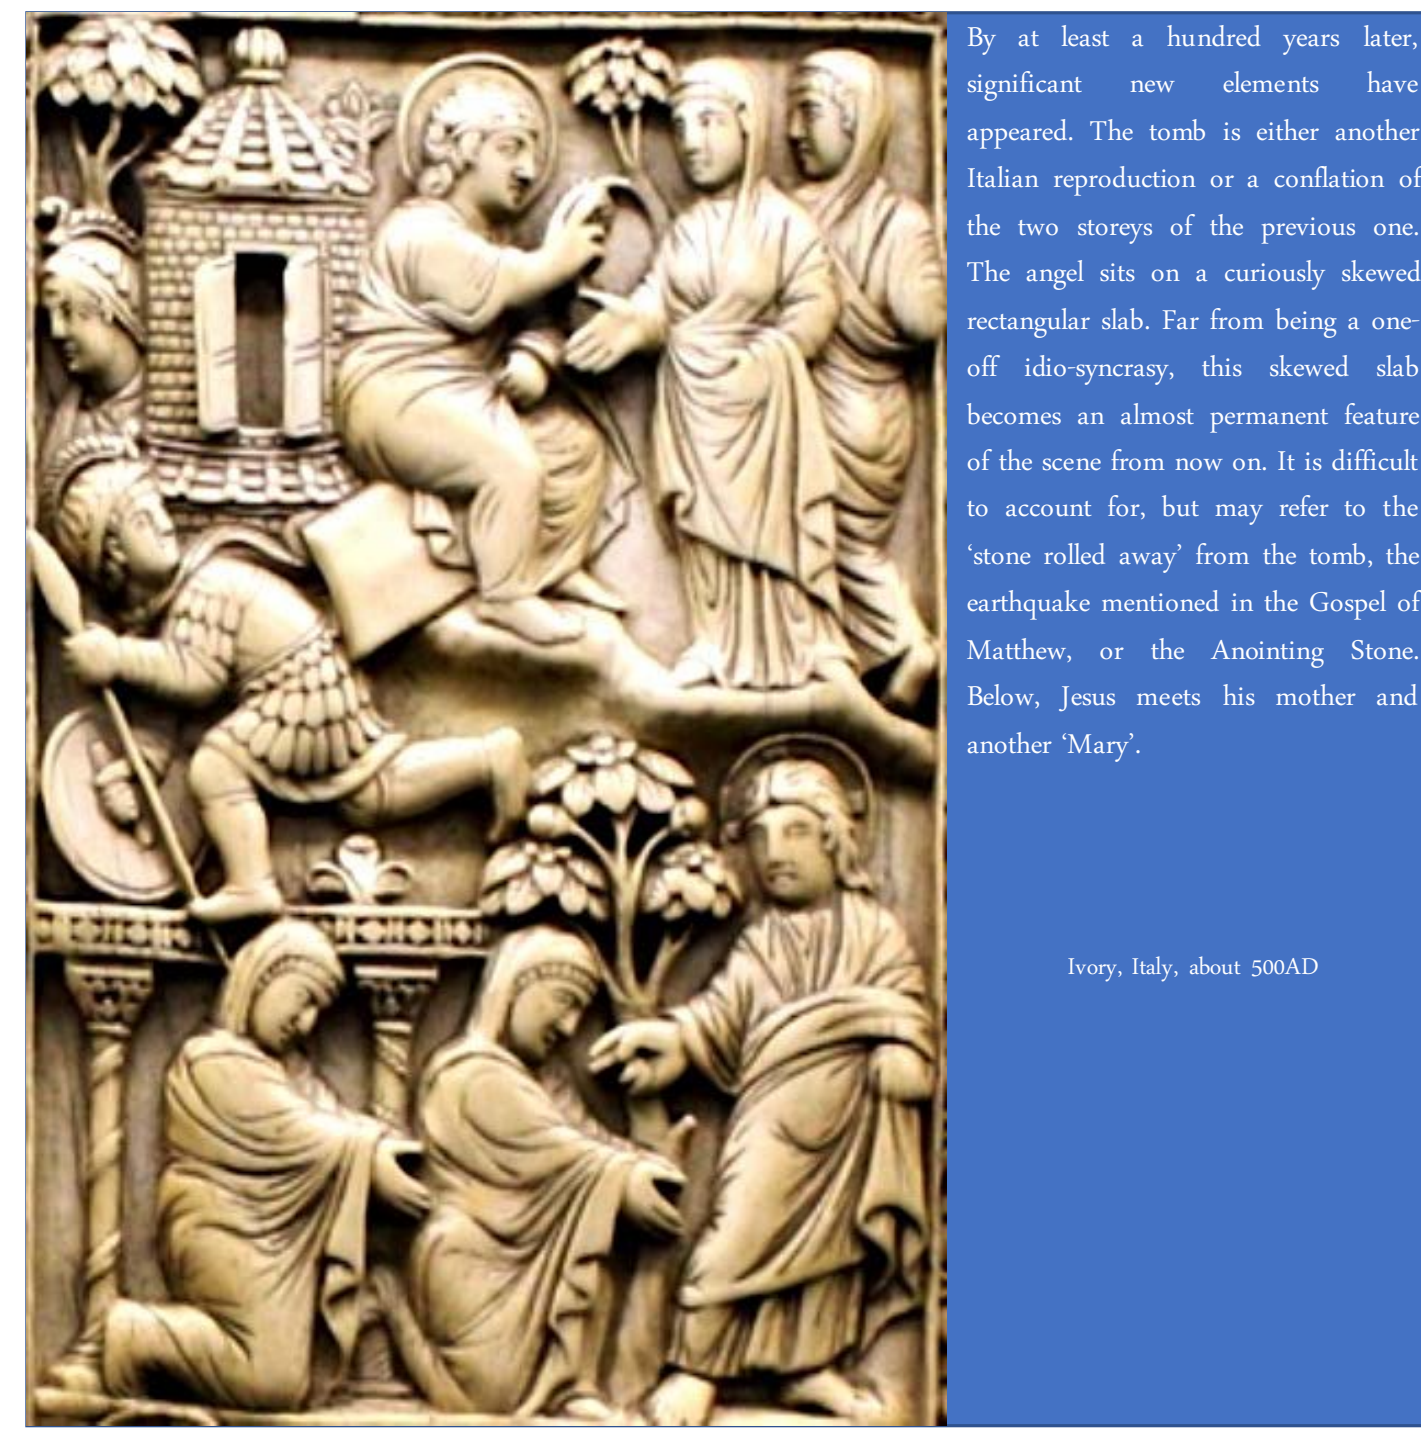 By at least a hundred years later,
significant new elements have
appeared. The tomb is either another
Italian reproduction or a conflation of
the two storeys of the previous one.
The angel sits on a curiously skewed
rectangular slab. Far from being a one-
off idio-syncrasy, this skewed slab
becomes an almost permanent feature
of the scene from now on. It is difficult
to account for, but may refer to the
‘stone rolled away’ from the tomb, the
earthquake mentioned in the Gospel of
Matthew, or the Anointing Stone.
Below, Jesus meets his mother and
another ‘Mary’.
Ivory, Italy, about 500AD